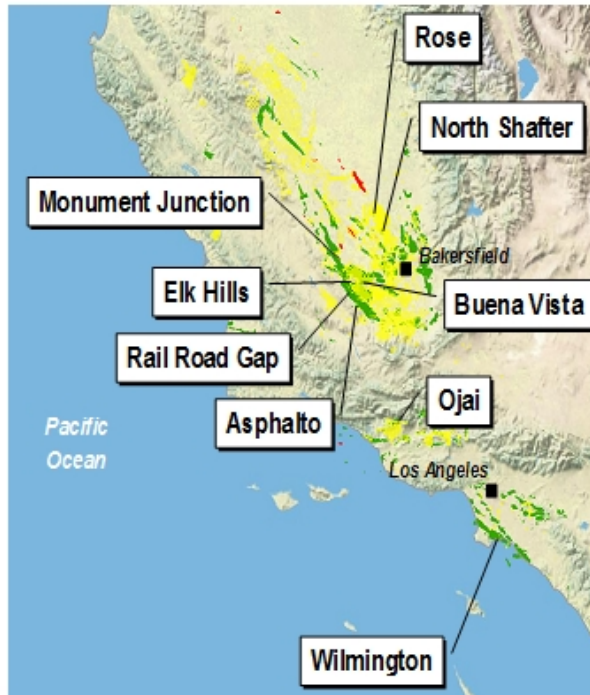 Rose
North Shafter
Monument Junction
Bakersfield
Elk Hills
Buena Vista
Rail Road Gap
Ojai
Asphalto
Pacific
Ocean
Los Angeles
Wilmington